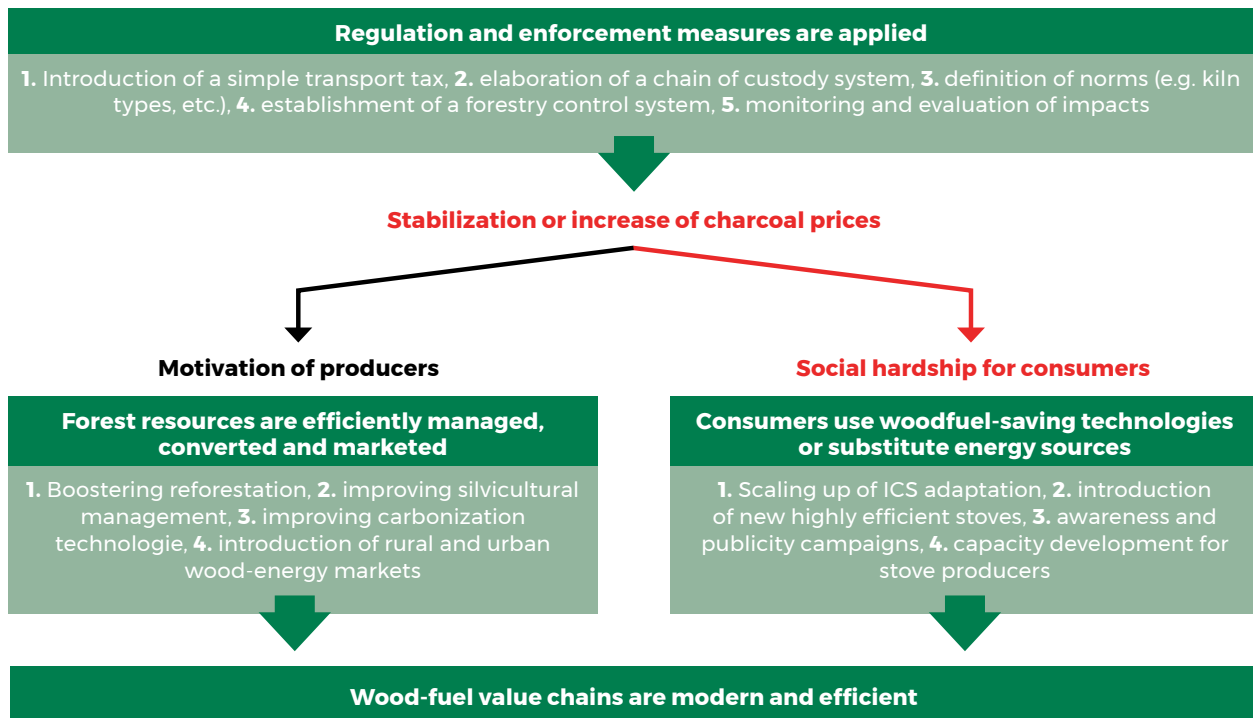 Regulation and enforcement measures are applied
1. Introduction of a simple transport tax, 2. elaboration of a chain of custody system, 3. definition of norms (e.g. kiln
types, etc.), 4. establishment of a forestry control system, 5. monitoring and evaluation of impacts
Stabilization or increase of charcoal prices
Motivation of producers
Forest resources are efficiently managed,
converted and marketed
1. Boostering reforestation, 2. improving silvicultural
management, 3. improving carbonization
technologie, 4. introduction of rural and urban
wood-energy markets
Social hardship for consumers
Consumers use woodfuel-saving technologies
or substitute energy sources
1. Scaling up of ICS adaptation, 2. introduction
of new highly efficient stoves, 3. awareness and
publicity campaigns, 4. capacity development for
stove producers
Wood-fuel value chains are modern and efficient